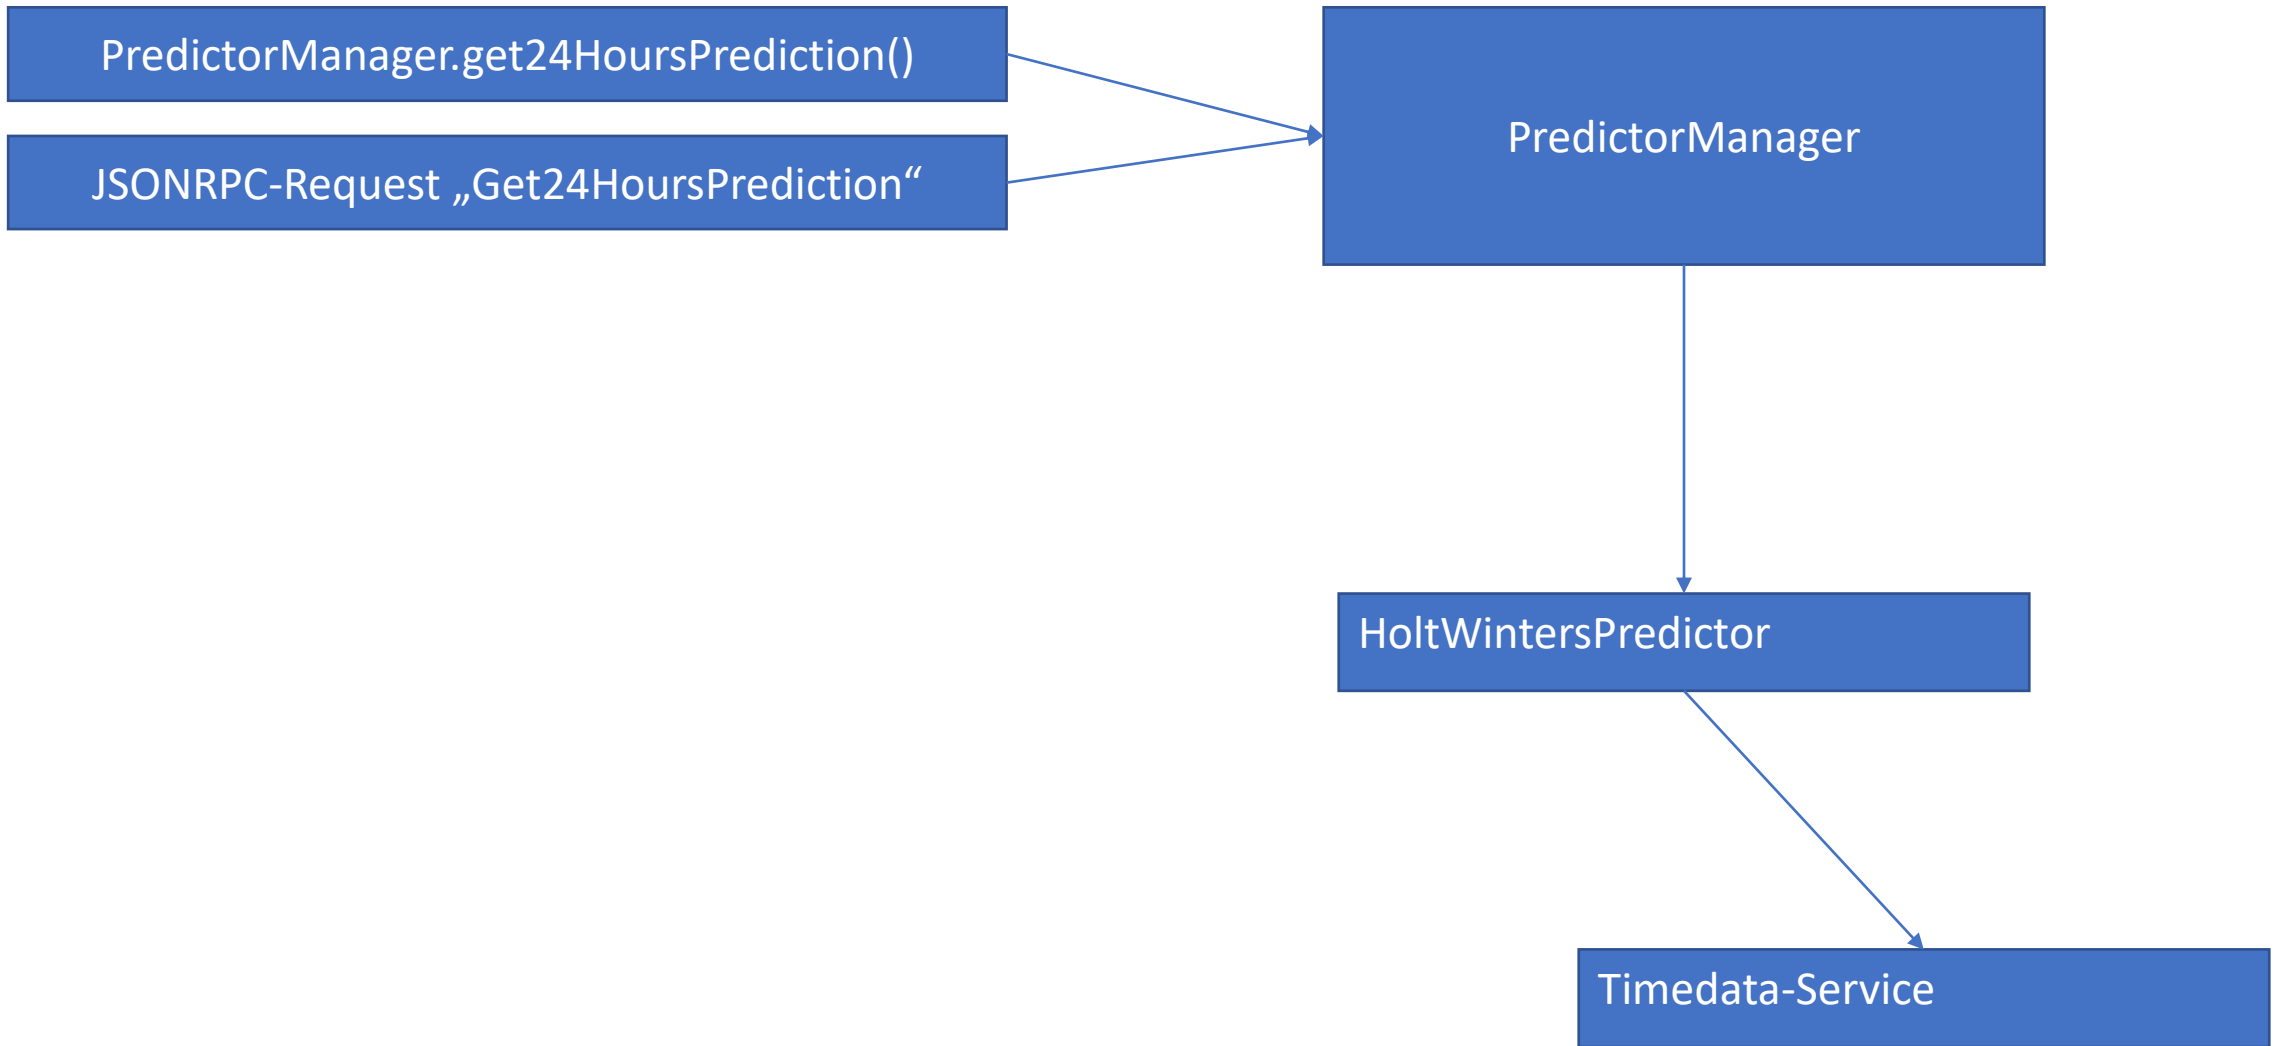 PredictorManager.get24HoursPrediction()
JSONRPC-Request „Get24HoursPrediction“
PredictorManager
HoltWintersPredictor
Timedata-Service